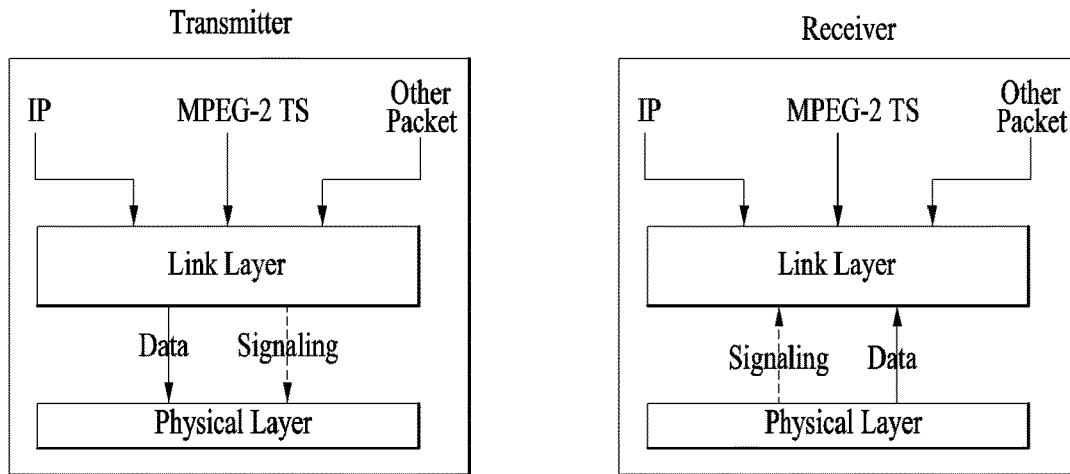 Transmitter
IP
MPEG-2 TS
Other
Packet
Link Layer
Data
Signaling
Physical Layer
Receiver
IP
MPEG-2 TS
Other
Packet
Link Layer
Signaling
Data
Physical Layer